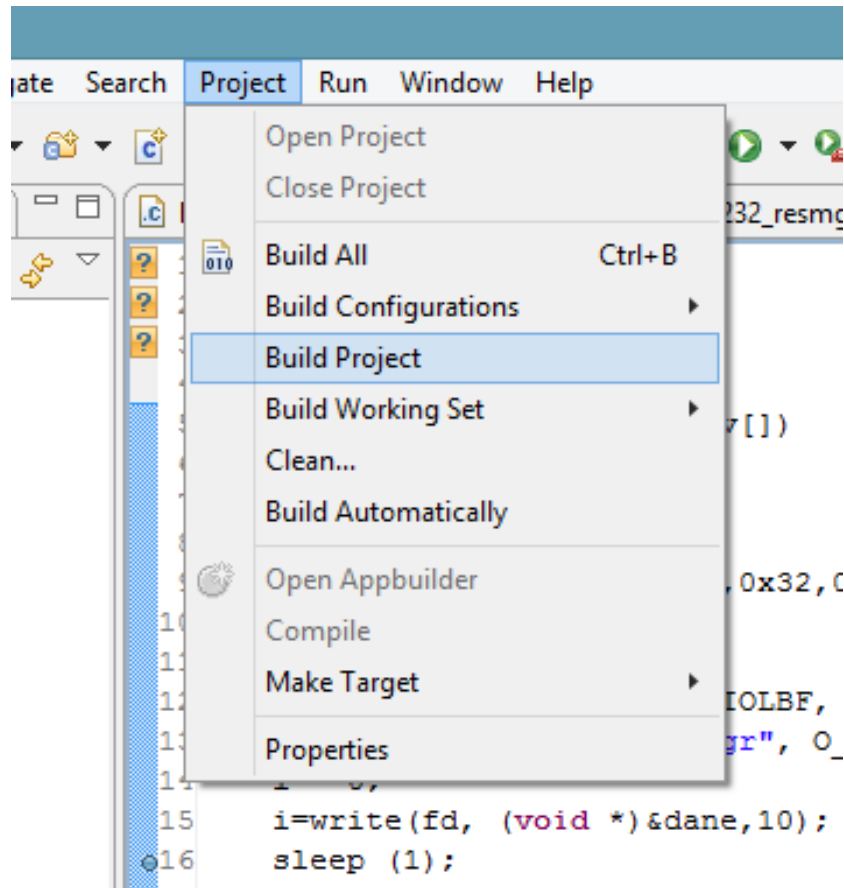 Search Project Run Window Help
Open Project
Close Project
232_resmg
Build All Ctrl+B
Build Configurations
Build Project
Build Working Set
v[])
Clean...
Build Automatically
Open Appbuilder
,0x32,0
Compile
Make Target
IOLBF,
gr", O_
Properties
15 i=write(fd, (void *)&dane,10);
16 sleep (1);